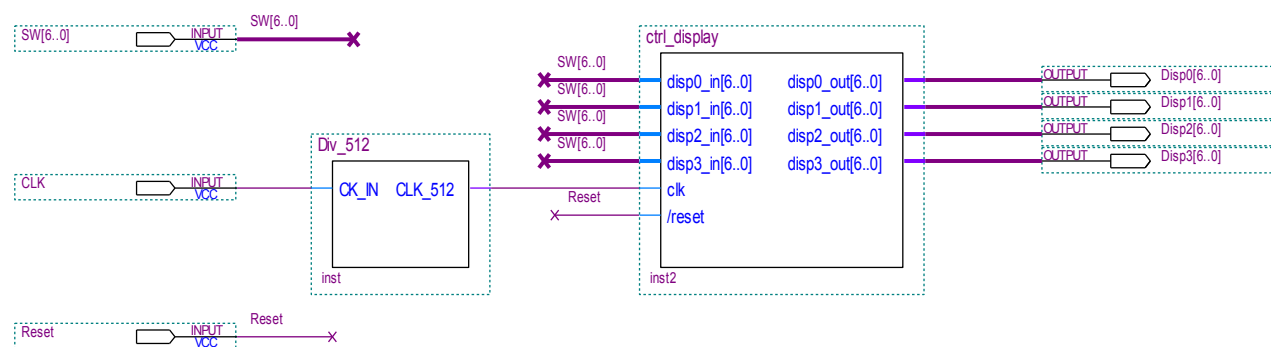 SW[6..0]
SW[6..0] INPUT
VCC
ctrl_display
SW[6..0]
disp0_in[6..0] disp0_out[6..0]
OUTPUT Disp0[6..0]
SW[6..0]
disp1_in[6..0] disp1_out[6..0]
OUTPUT Disp1[6..0]
SW[6..0]
disp2_in[6..0] disp2_out[6..0]
OUTPUT Disp2[6..0]
SW[6..0]
disp3_in[6..0] disp3_out[6..0]
OUTPUT Disp3[6..0]
Div_512
CLK INPUT
VCC
CK_IN CLK_512
clk
Reset
/reset
inst
inst2
Reset INPUT
VCC
Reset